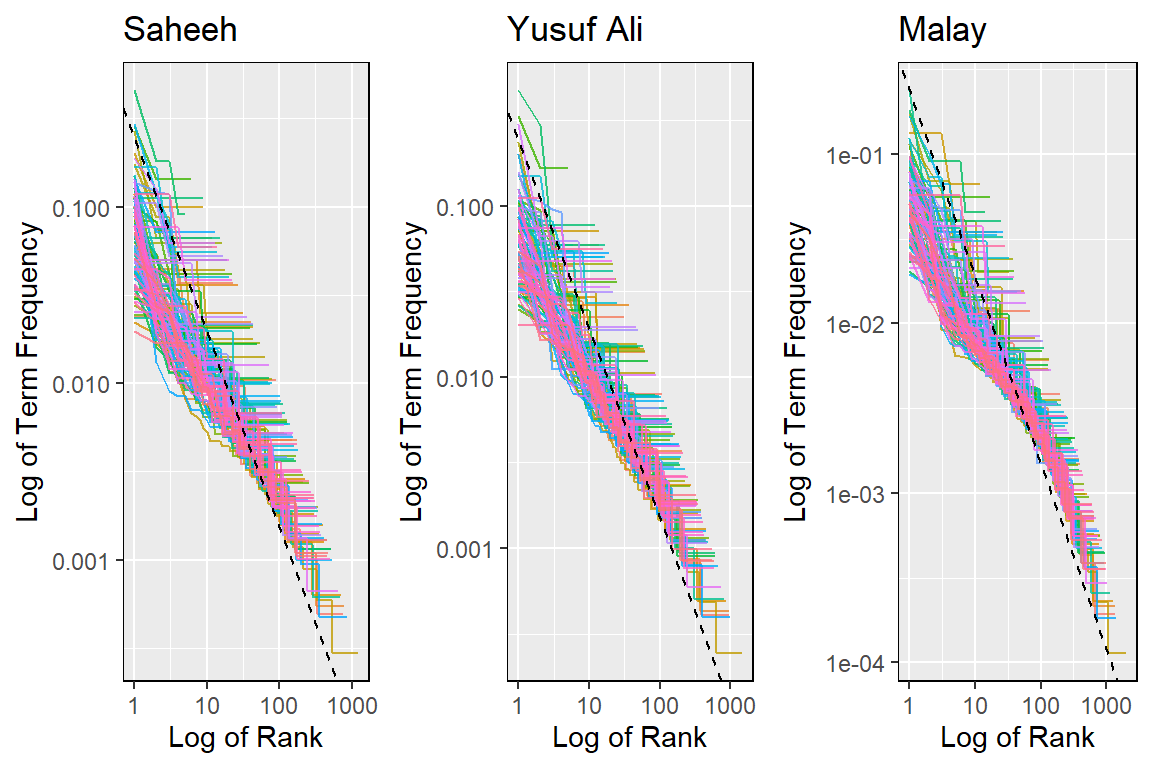 Saheeh
Log of Term Frequency
0.100
0.010
0.001
1
10
100
1000
Log of Rank
Yusuf Ali
Log of Term Frequency
0.100
0.010
0.001
1
10
100
1000
Log of Rank
Malay
Log of Term Frequency
1e-01
1e-02
1e-03
1e-04
1
10
100
1000
Log of Rank